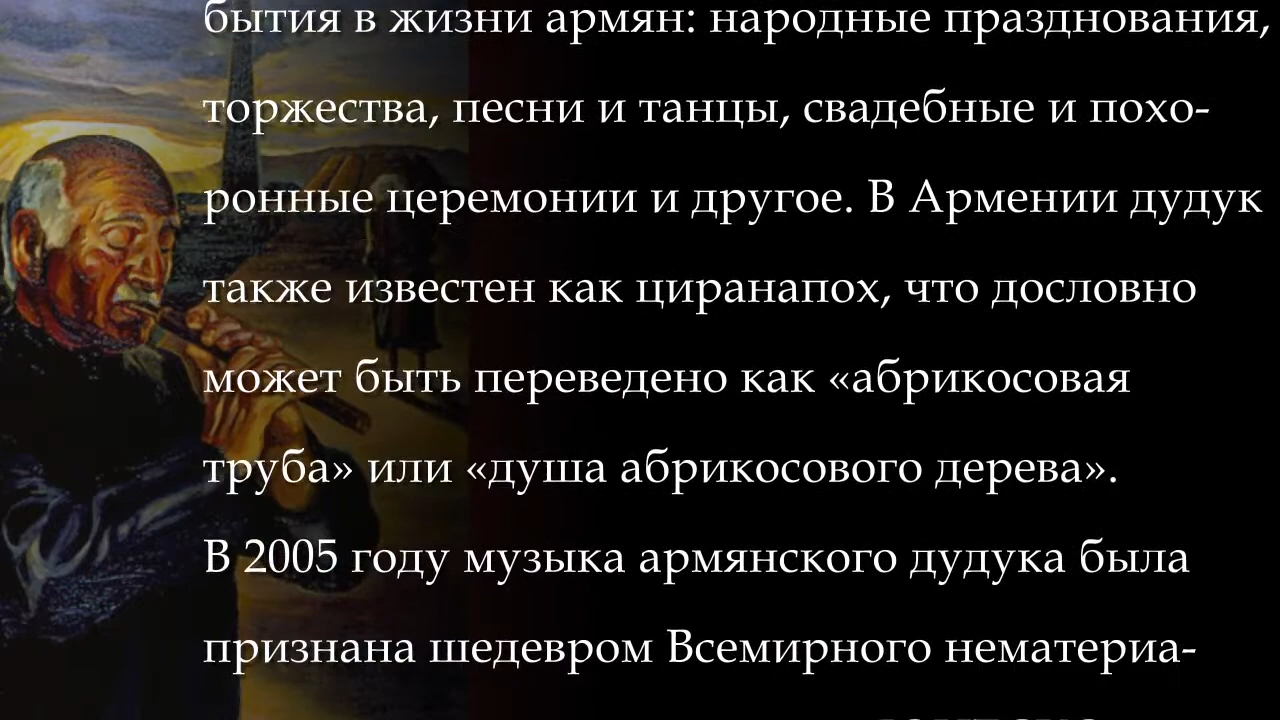 бытия в жизни армян: народные празднования,
торжества, песни и танцы, свадебные и похо-
ронные церемонии и другое. В Армении дудук
также известен как циранапох, что дословно
может быть переведено как «абрикосовая
труба» или «душа абрикосового дерева».
В 2005 году музыка армянского дудука была
признана шедевром Всемирного нематериа-